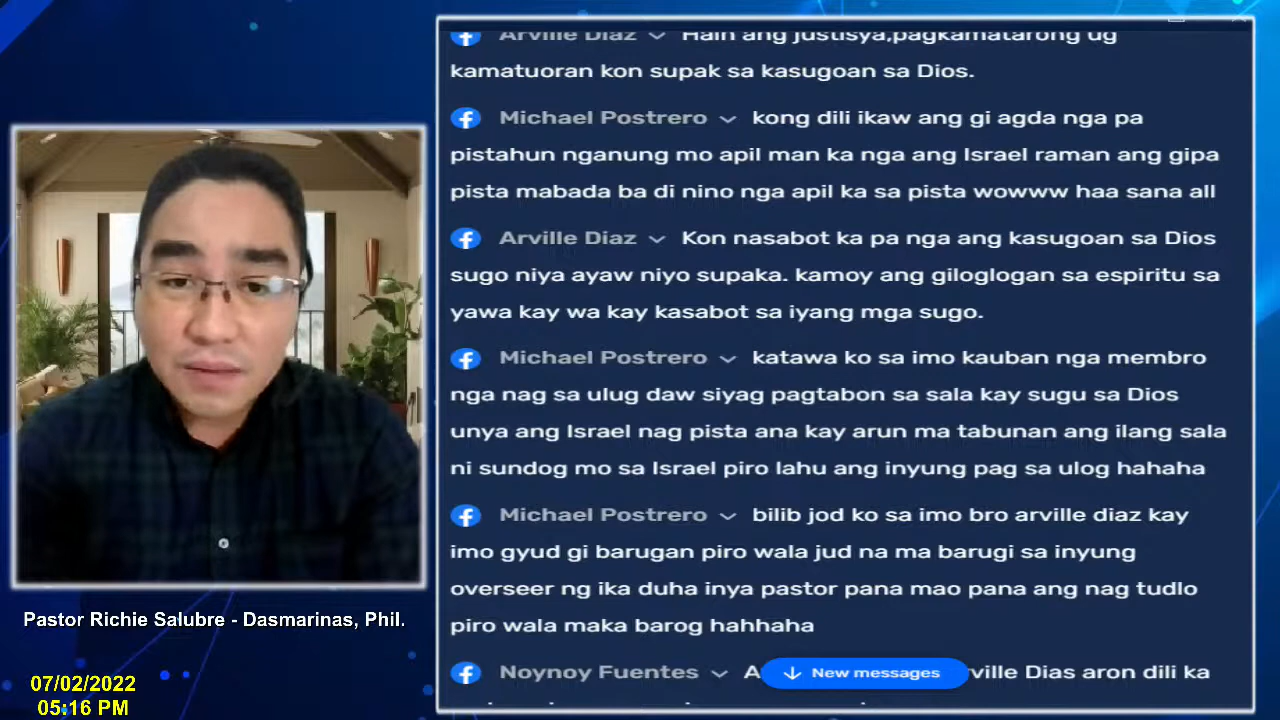 Arville Diaz Hain ang justisya,pagkamatarong ug
kamatuoran kon supak sa kasugoan sa Dios.
Michael Postrero kong dili ikaw ang gi agda nga pa
pistahun nganung mo apil man ka nga ang Israel raman ang gipa
pista mabada ba di nino nga apil ka sa pista wowww haa sana all
Arville Diaz Kon nasabot ka pa nga ang kasugoan sa Dios
sugo niya ayaw niyo supaka. kamoy ang giloglogan sa espiritu sa
yawa kay wa kay kasabot sa iyang mga sugo.
Michael Postrero katawa ko sa imo kauban nga membro
nga nag sa ulug daw siyag pagtabon sa sala kay sugu sa Dios
unya ang Israel nag pista ana kay arun ma tabunan ang ilang sala
ni sundog mo sa Israel piro lahu ang inyung pag sa ulog hahaha
Michael Postrero bilib jod ko sa imo bro arville diaz kay
imo gyud gi barugan piro wala jud na ma barugi sa inyung
overseer ng ika duha inya pastor pana mao pana ang nag tudlo
piro wala maka barog hahhaha
Noynoy Fuentes
New messages
Dias aron dili ka
Pastor Richie Salubre - Dasmarinas, Phil.
07/02/2022
05:16 PM